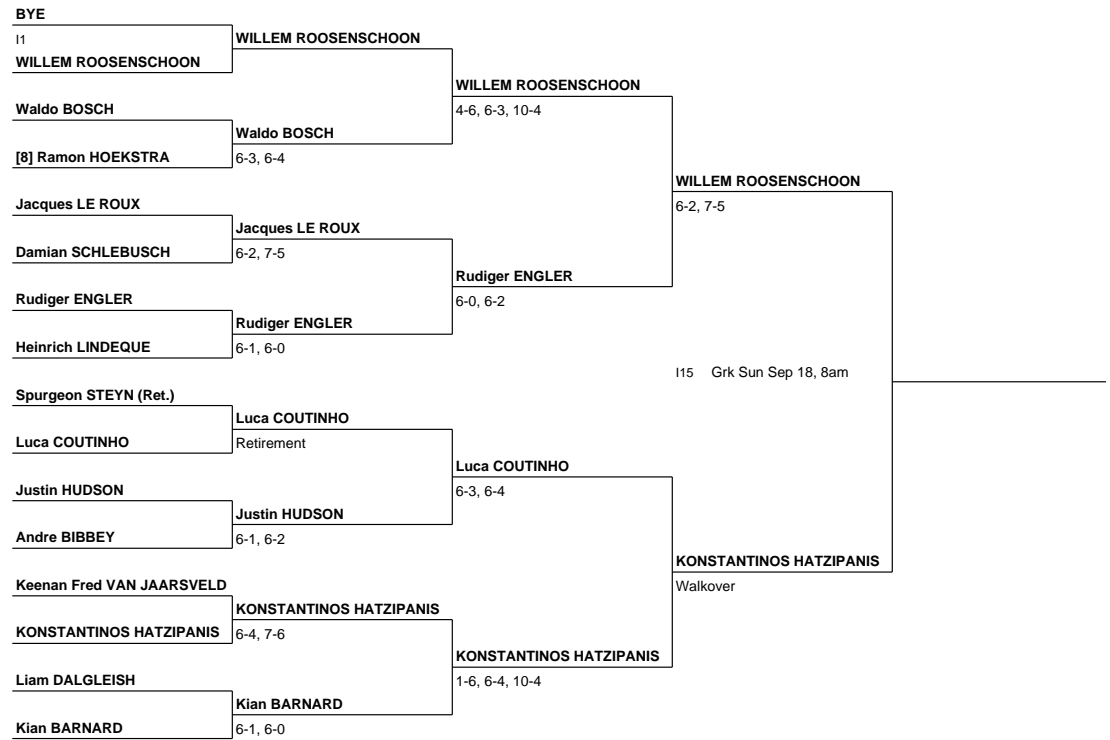 BYE
I1
WILLEM ROOSENSCHOON
WILLEM ROOSENSCHOON
Waldo BOSCH
[8] Ramon HOEKSTRA
Waldo BOSCH
6-3, 6-4
WILLEM ROOSENSCHOON
4-6, 6-3, 10-4
Jacques LE ROUX
Damian SCHLEBUSCH
Jacques LE ROUX
6-2, 7-5
Rudiger ENGLER
Heinrich LINDEQUE
Rudiger ENGLER
6-1, 6-0
Rudiger ENGLER
6-0, 6-2
WILLEM ROOSENSCHOON
6-2, 7-5
I15 Grk Sun Sep 18, 8am
Spurgeon STEYN (Ret.)
Luca COUTINHO
Luca COUTINHO
Retirement
Justin HUDSON
Andre BIBBEY
Justin HUDSON
6-1, 6-2
Luca COUTINHO
6-3, 6-4
Keenan Fred VAN JAARSVELD
KONSTANTINOS HATZIPANIS
KONSTANTINOS HATZIPANIS
6-4, 7-6
Liam DALGLEISH
Kian BARNARD
Kian BARNARD
6-1, 6-0
KONSTANTINOS HATZIPANIS
1-6, 6-4, 10-4
KONSTANTINOS HATZIPANIS
Walkover